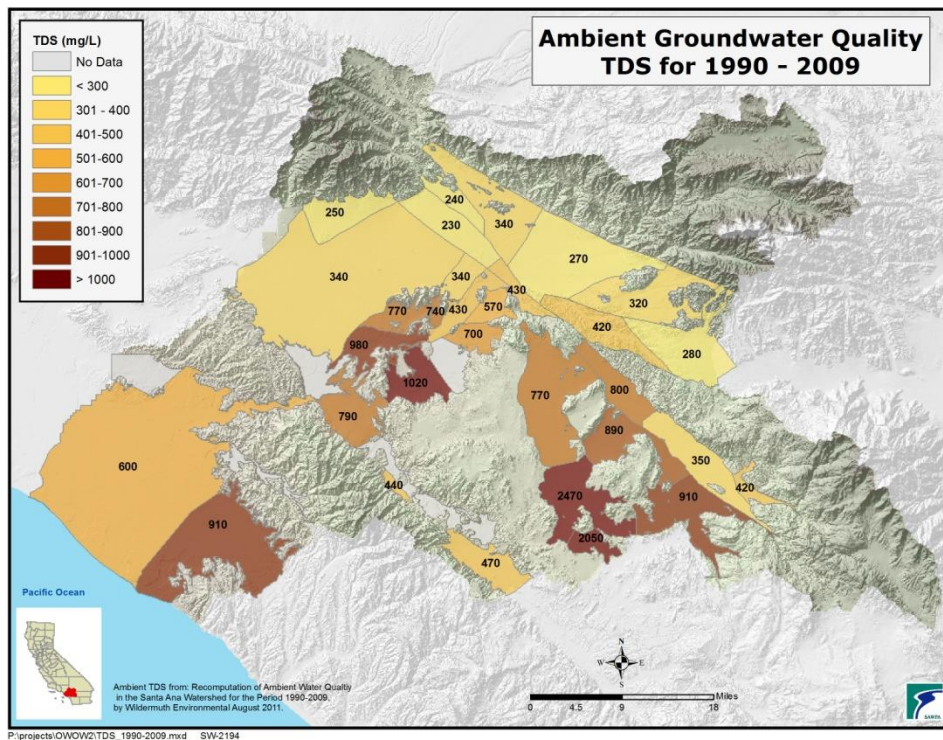 Ambient Groundwater Quality
TDS for 1990 - 2009
TDS (mg/L)
No Data
< 300
301 - 400
401-500
501-600
601-700
701-800
801-900
901-1000
> 1000
250
240
340
230
270
340
340
430
320
770
740
430
570
420
700
280
980
1020
770
800
790
890
350
600
440
2470
910
420
910
2050
470
Pacific Ocean
N
W E
S
Ambient TDS from: Recomputation of Ambient Water Qualtiy
in the Santa Ana Watershed for the Period 1990-2009.
by Wildermuth Environmental August 2011.
Miles
0 4.5 9 18
SANTA
P:\projects\OWOW2\TDS_1990-2009.mxd SW-2194